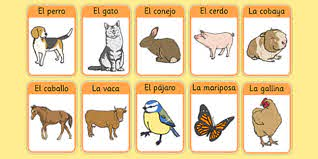 El perro
El gato
El conejo
El cerdo
La cobaya
El caballo
La vaca
El pájaro
La mariposa
La gallina